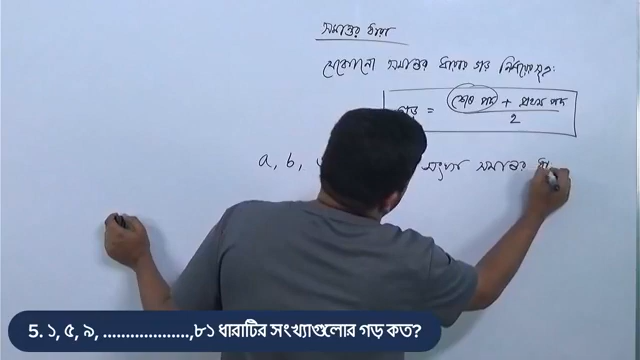 সমান্তর ধারা
যেকোনো সমান্তর ধারার গড় নির্ণয়ের সূত্র:
গড় = শেষ পদ + প্রথম পদ
2
a, b, সংখ্যা সমান্তর
5. ১, ৫, ৯, ...................,৮১ ধারাটির সংখ্যাগুলোর গড় কত?